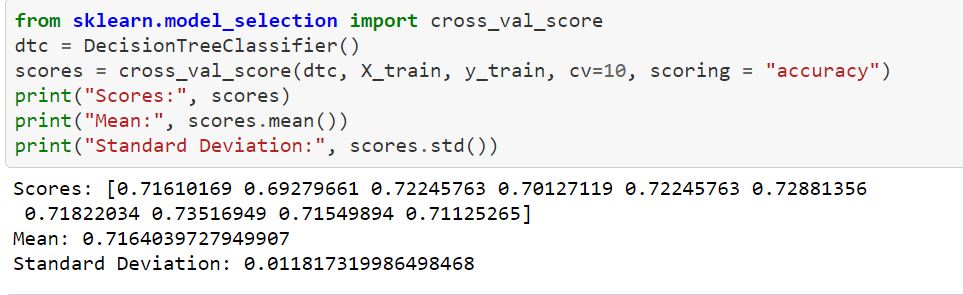 from sklearn.model_selection import cross_val_score
dtc = DecisionTreeClassifier()
scores = cross_val_score(dtc, X_train, y_train, cv=10, scoring = "accuracy")
print("Scores:", scores)
print("Mean:", scores.mean())
print("Standard Deviation:", scores.std())
Scores: [0.71610169 0.69279661 0.72245763 0.70127119 0.72245763 0.72881356
 0.71822034 0.73516949 0.71549894 0.71125265]
Mean: 0.7164039727949907
Standard Deviation: 0.011817319986498468